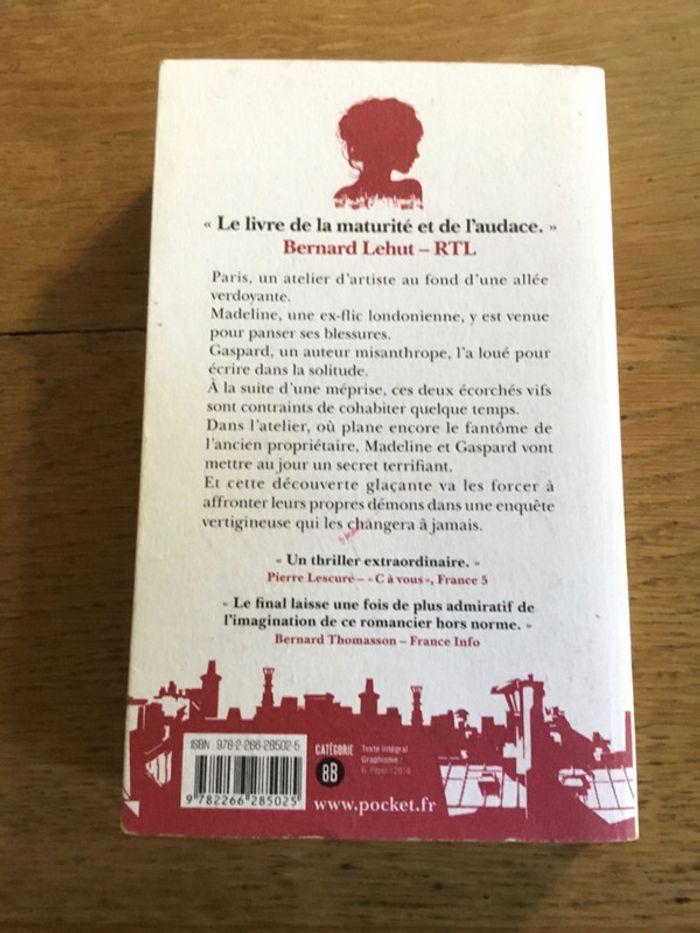 « Le livre de la maturité et de l'audace. »
Bernard Lehut – RTL
Paris, un atelier d'artiste au fond d'une allée
verdoyante.
Madeline, une ex-flic londonienne, y est venue
pour panser ses blessures.
Gaspard, un auteur misanthrope, l'a loué pour
écrire dans la solitude.
À la suite d'une méprise, ces deux écorchés vifs
sont contraints de cohabiter quelque temps.
Dans l'atelier, où plane encore le fantôme de
l'ancien propriétaire, Madeline et Gaspard vont
mettre au jour un secret terrifiant.
Et cette découverte glaçante va les forcer à
affronter leurs propres démons dans une enquête
vertigineuse qui les changera à jamais.
« Un thriller extraordinaire. »
Pierre Lescure – « C à vous », France 5
« Le final laisse une fois de plus admiratif de
l'imagination de ce romancier hors norme. »
Bernard Thomasson – France Info
ISBN 978-2-266-28502-5
9 782266 285025
CATÉGORIE
8B
Texte intégral
Graphisme :
www.pocket.fr